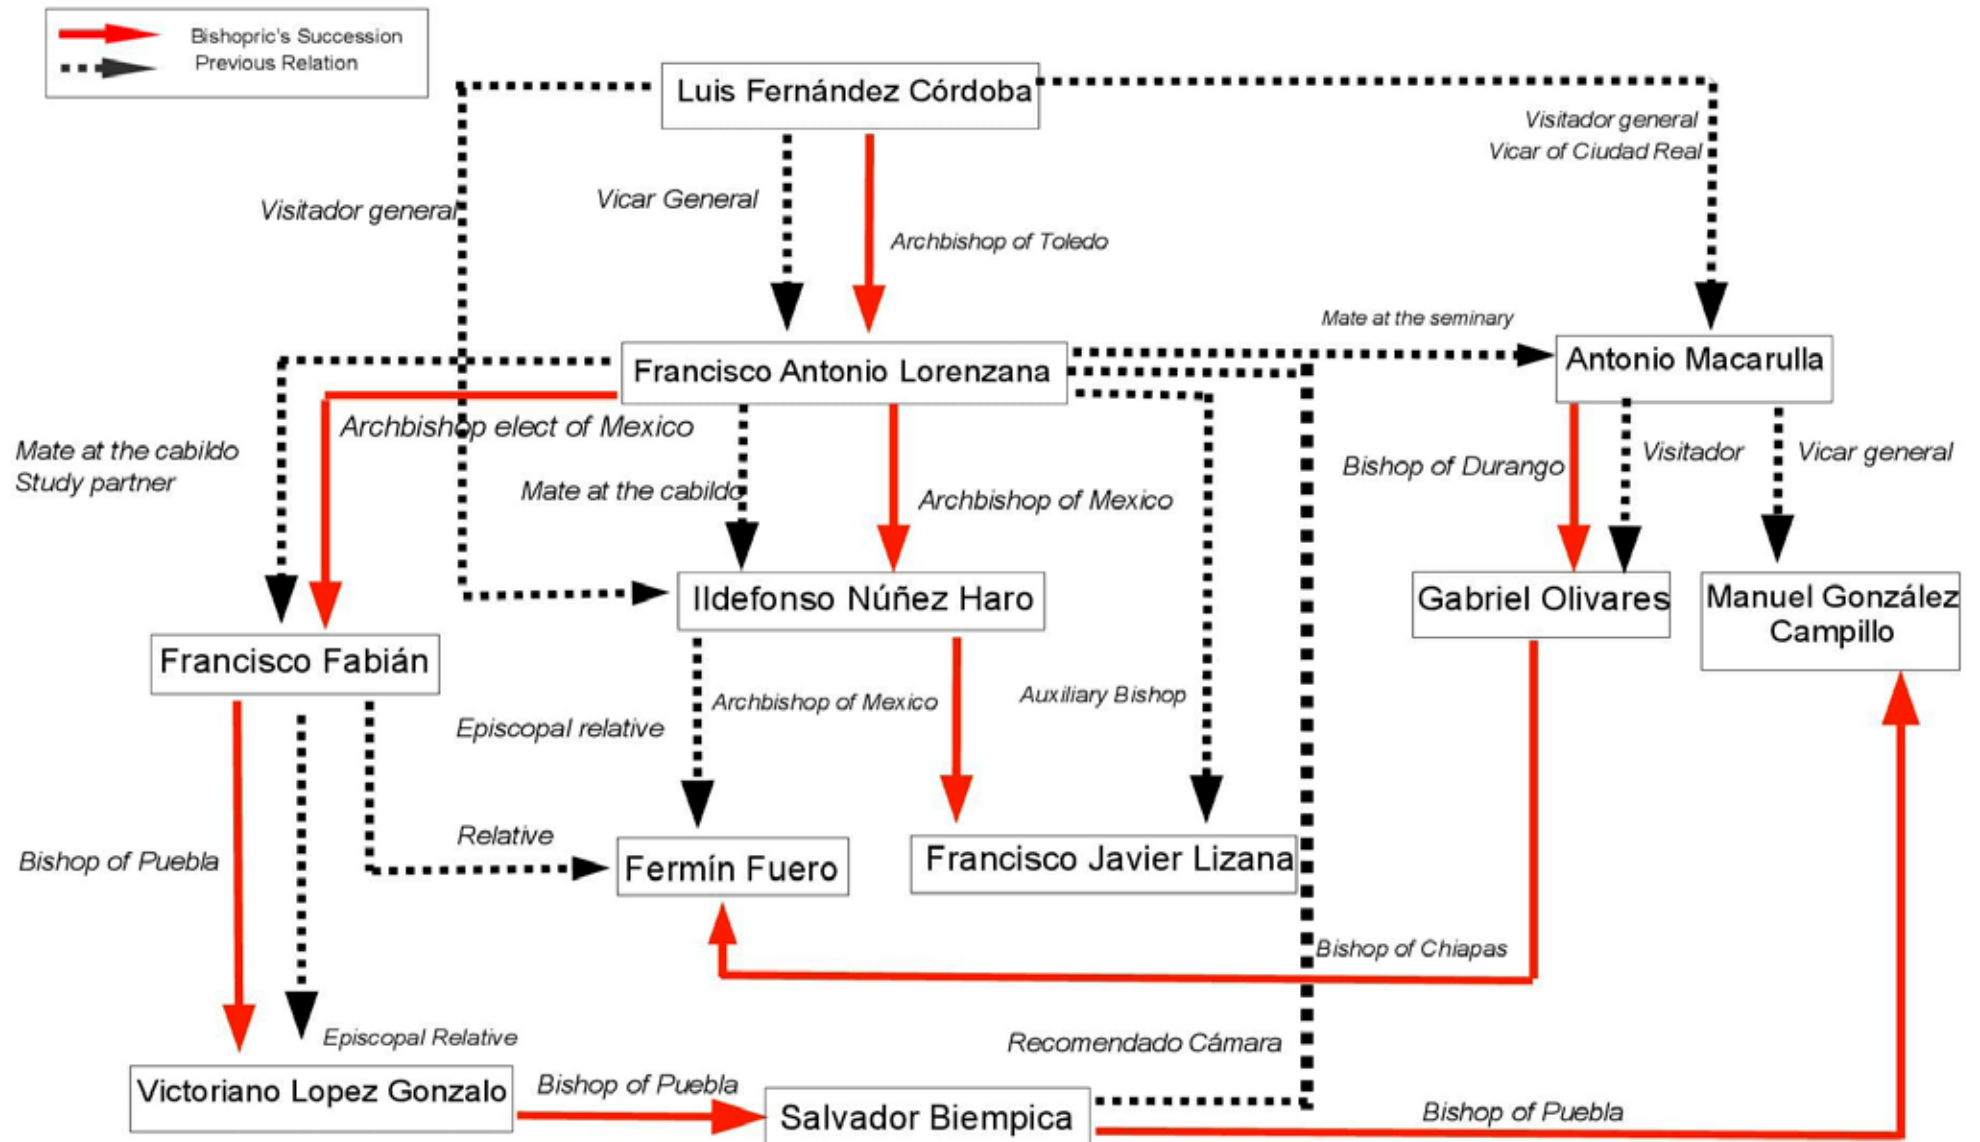 Bishopric's Succession
Previous Relation
Luis Fernández Córdoba
Visitador general
Vicar of Ciudad Real
Visitador general
Vicar General
Archbishop of Toledo
Mate at the seminary
Francisco Antonio Lorenzana
Antonio Macarulla
Archbishop elect of Mexico
Mate at the cabildo
Study partner
Mate at the cabildo
Archbishop of Mexico
Bishop of Durango
Visitador
Vicar general
Ildefonso Núñez Haro
Gabriel Olivares
Manuel González
Campillo
Francisco Fabián
Episcopal relative
Archbishop of Mexico
Auxiliary Bishop
Bishop of Puebla
Relative
Fermín Fuero
Francisco Javier Lizana
Bishop of Chiapas
Episcopal Relative
Recomendado Cámara
Victoriano Lopez Gonzalo
Bishop of Puebla
Salvador Biempica
Bishop of Puebla